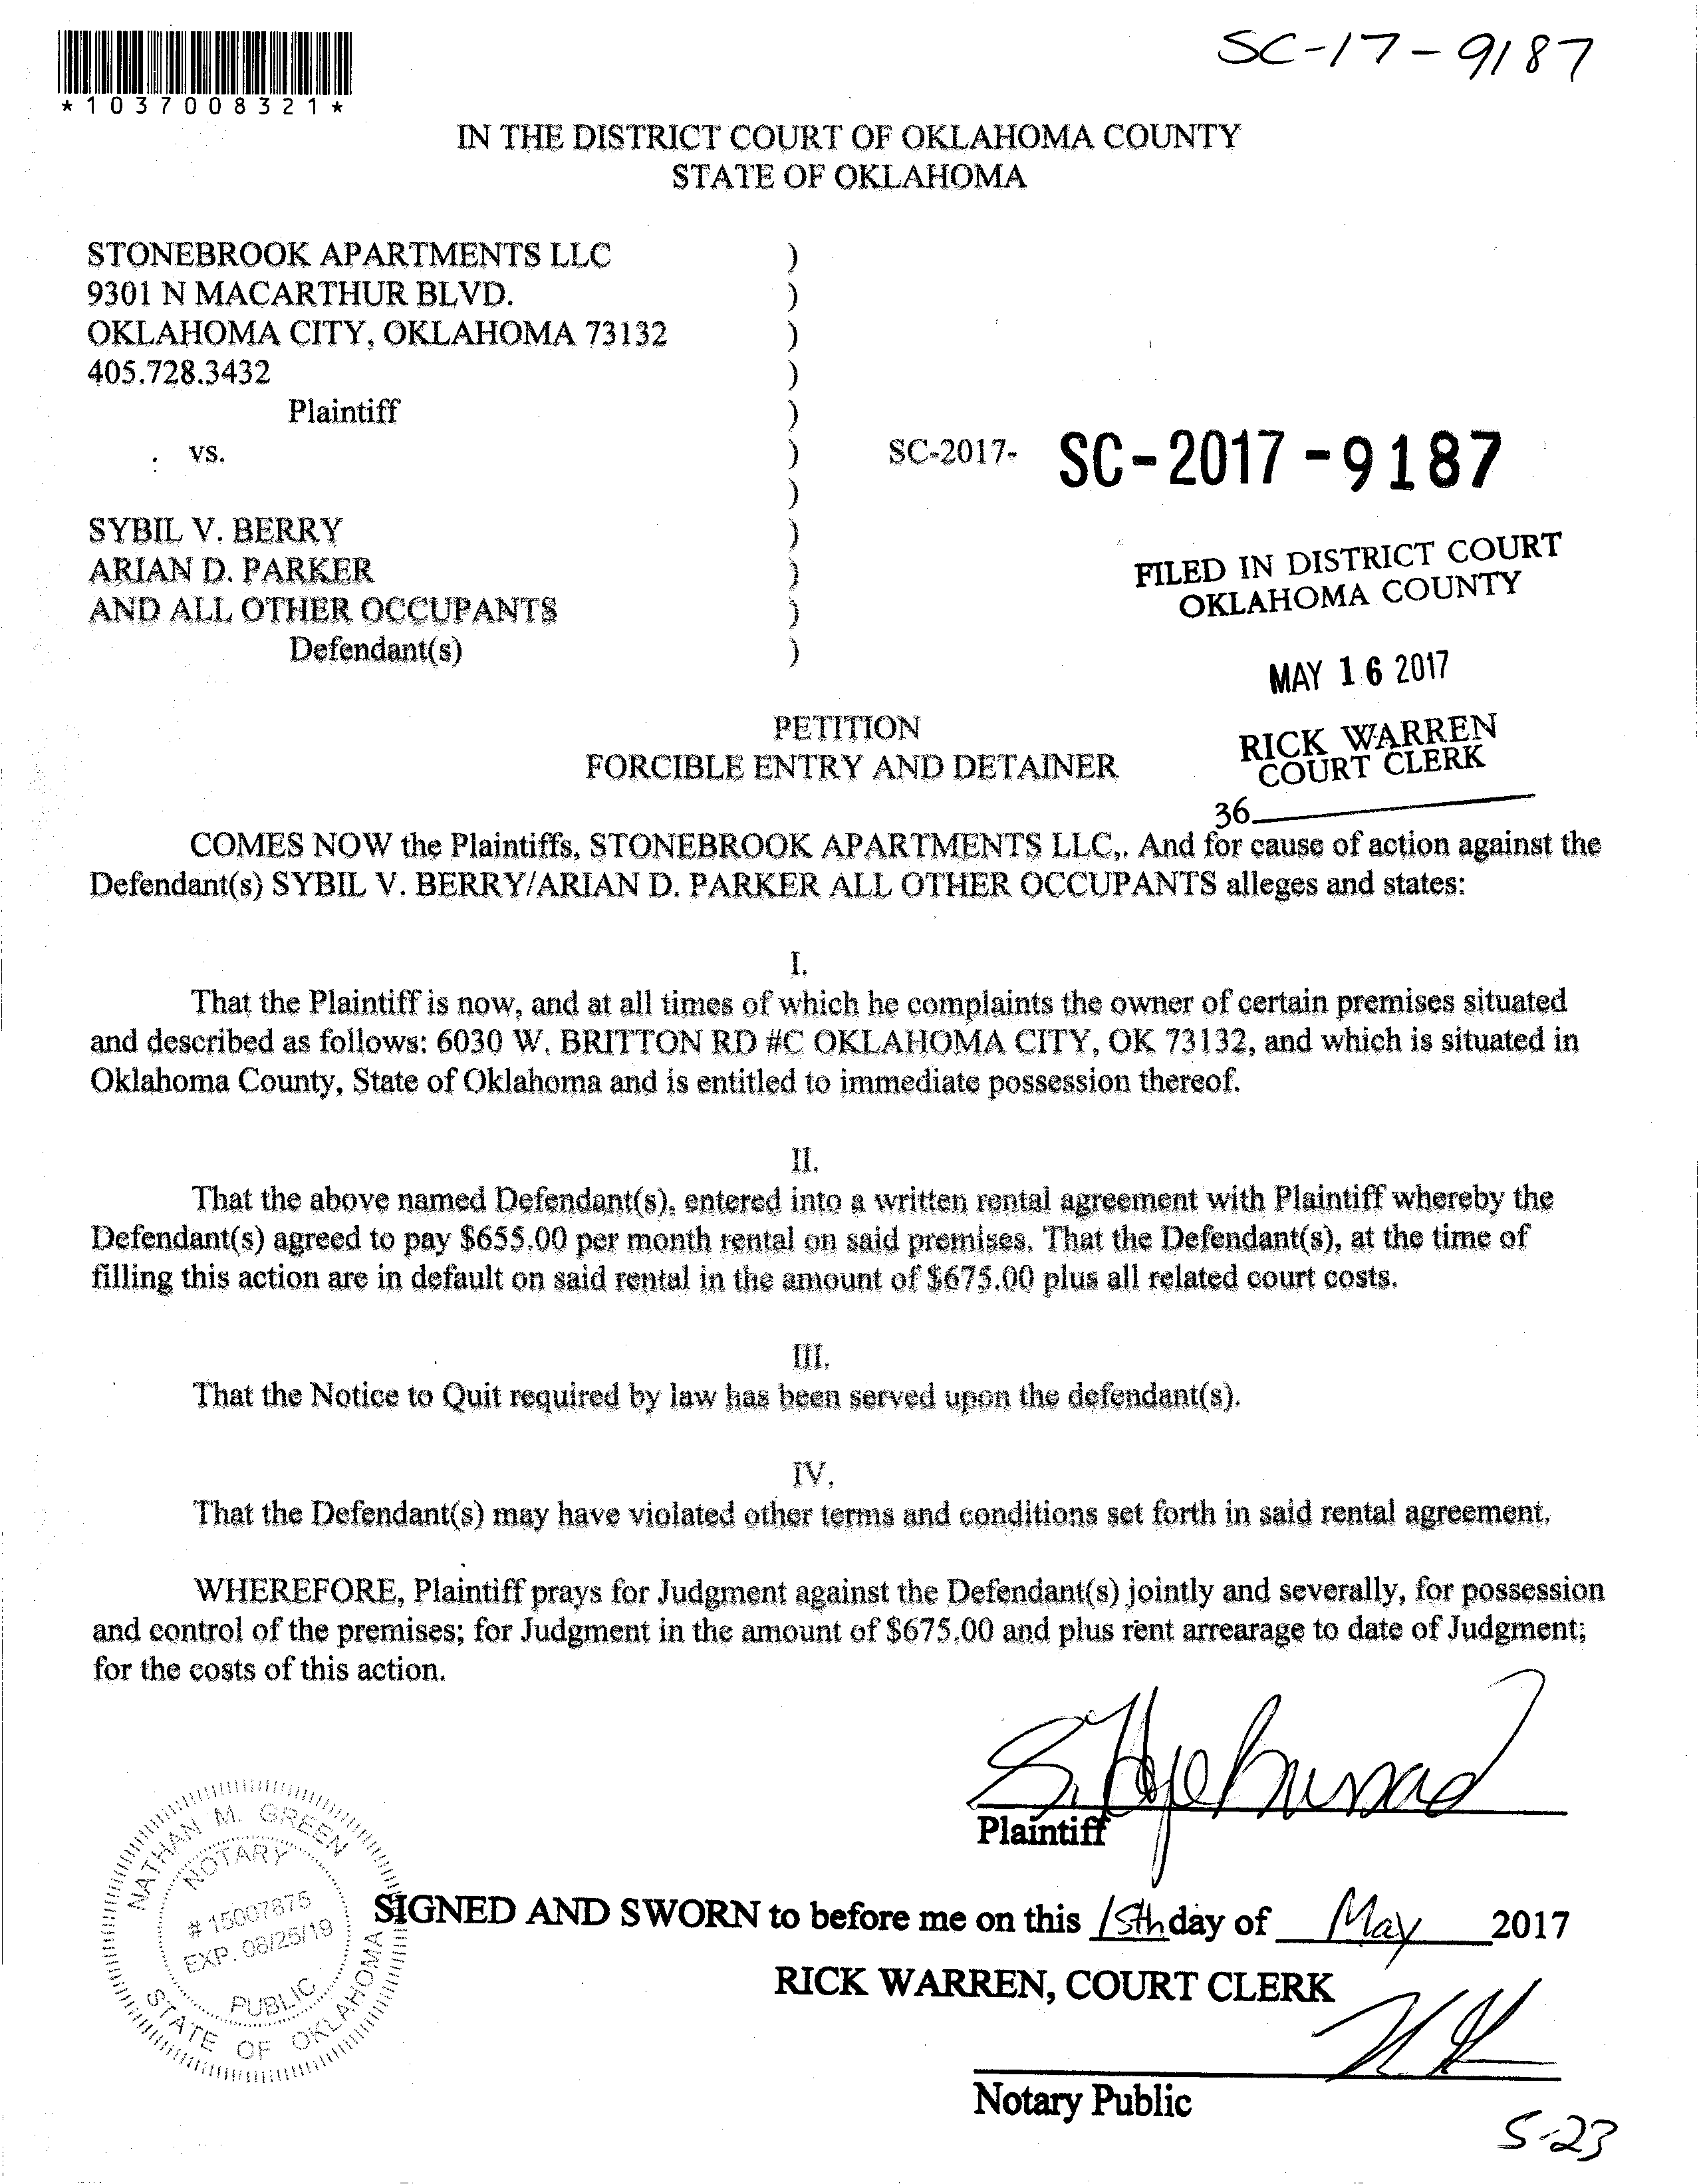 SC-17-9187
*1037008321*
IN THE DISTRICT COURT OF OKLAHOMA COUNTY
STATE OF OKLAHOMA
STONEBROOK APARTMENTS LLC )
9301 N MACARTHUR BLVD. )
OKLAHOMA CITY, OKLAHOMA 73132 )
405.728.3432 )
Plaintiff )
vs. ) SC-2017- SC-2017-9187
)
SYBIL V. BERRY )
ARIAN D. PARKER )
AND ALL OTHER OCCUPANTS )
Defendant(s) )
FILED IN DISTRICT COURT
OKLAHOMA COUNTY
MAY 16 2017
RICK WARREN
COURT CLERK
36
PETITION
FORCIBLE ENTRY AND DETAINER
COMES NOW the Plaintiffs, STONEBROOK APARTMENTS LLC,. And for cause of action against the
Defendant(s) SYBIL V. BERRY/ARIAN D. PARKER ALL OTHER OCCUPANTS alleges and states:
I.
That the Plaintiff is now, and at all times of which he complaints the owner of certain premises situated
and described as follows: 6030 W. BRITTON RD #C OKLAHOMA CITY, OK 73132, and which is situated in
Oklahoma County, State of Oklahoma and is entitled to immediate possession thereof.
II.
That the above named Defendant(s), entered into a written rental agreement with Plaintiff whereby the
Defendant(s) agreed to pay $655.00 per month rental on said premises. That the Defendant(s), at the time of
filling this action are in default on said rental in the amount of $675.00 plus all related court costs.
III.
That the Notice to Quit required by law has been served upon the defendant(s).
IV.
That the Defendant(s) may have violated other terms and conditions set forth in said rental agreement.
WHEREFORE, Plaintiff prays for Judgment against the Defendant(s) jointly and severally, for possession
and control of the premises; for Judgment in the amount of $675.00 and plus rent arrearage to date of Judgment;
for the costs of this action.
Plaintiff
NATHAN M. GREEN
NOTARY
# 15007875
EXP. 08/25/19
PUBLIC
STATE OF OKLAHOMA
SIGNED AND SWORN to before me on this 15th day of May 2017
RICK WARREN, COURT CLERK
Notary Public
5-23